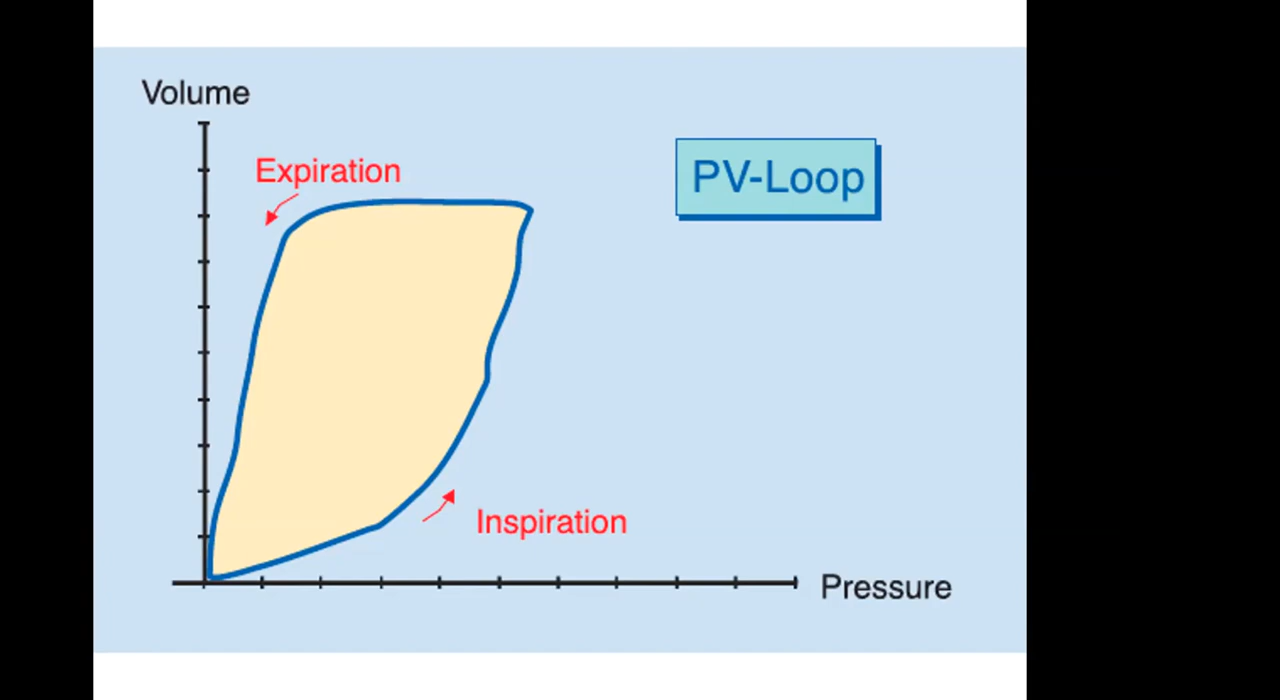 Volume
Expiration
PV-Loop
Inspiration
Pressure